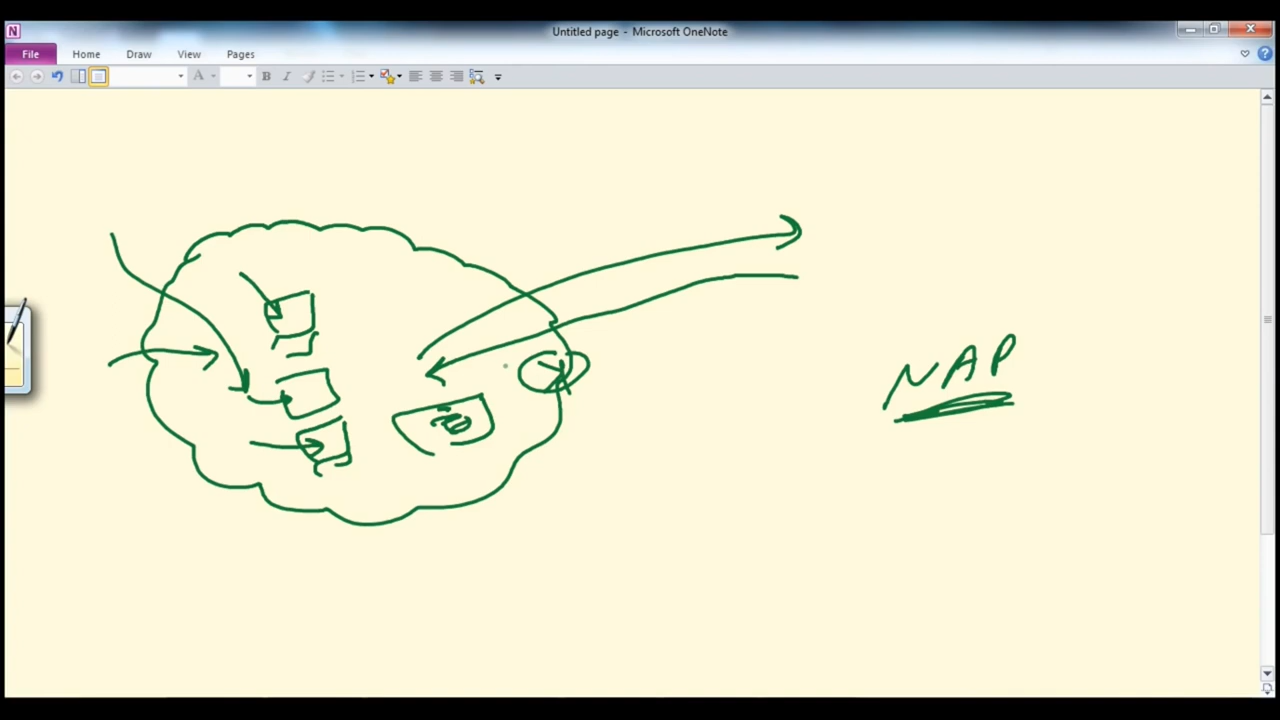 Untitled page - Microsoft OneNote
File Home Draw View Pages
A B I
NAP